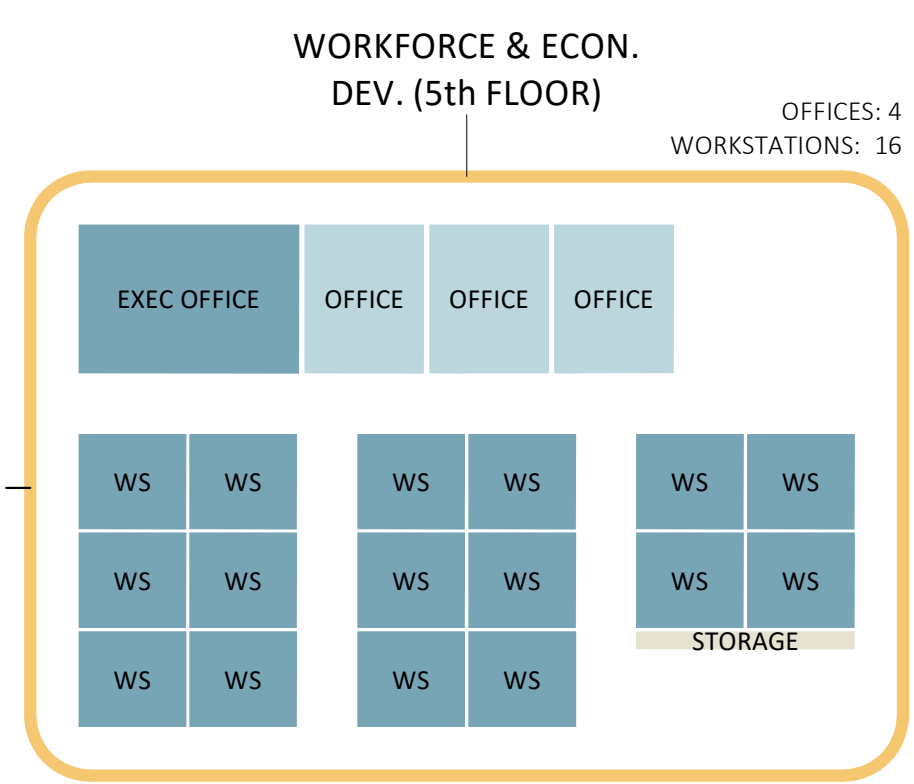 WORKFORCE & ECON.
DEV. (5th FLOOR)
OFFICES: 4
WORKSTATIONS: 16
EXEC OFFICE OFFICE OFFICE OFFICE
WS WS WS WS WS WS
WS WS WS WS WS WS
STORAGE
WS WS WS WS